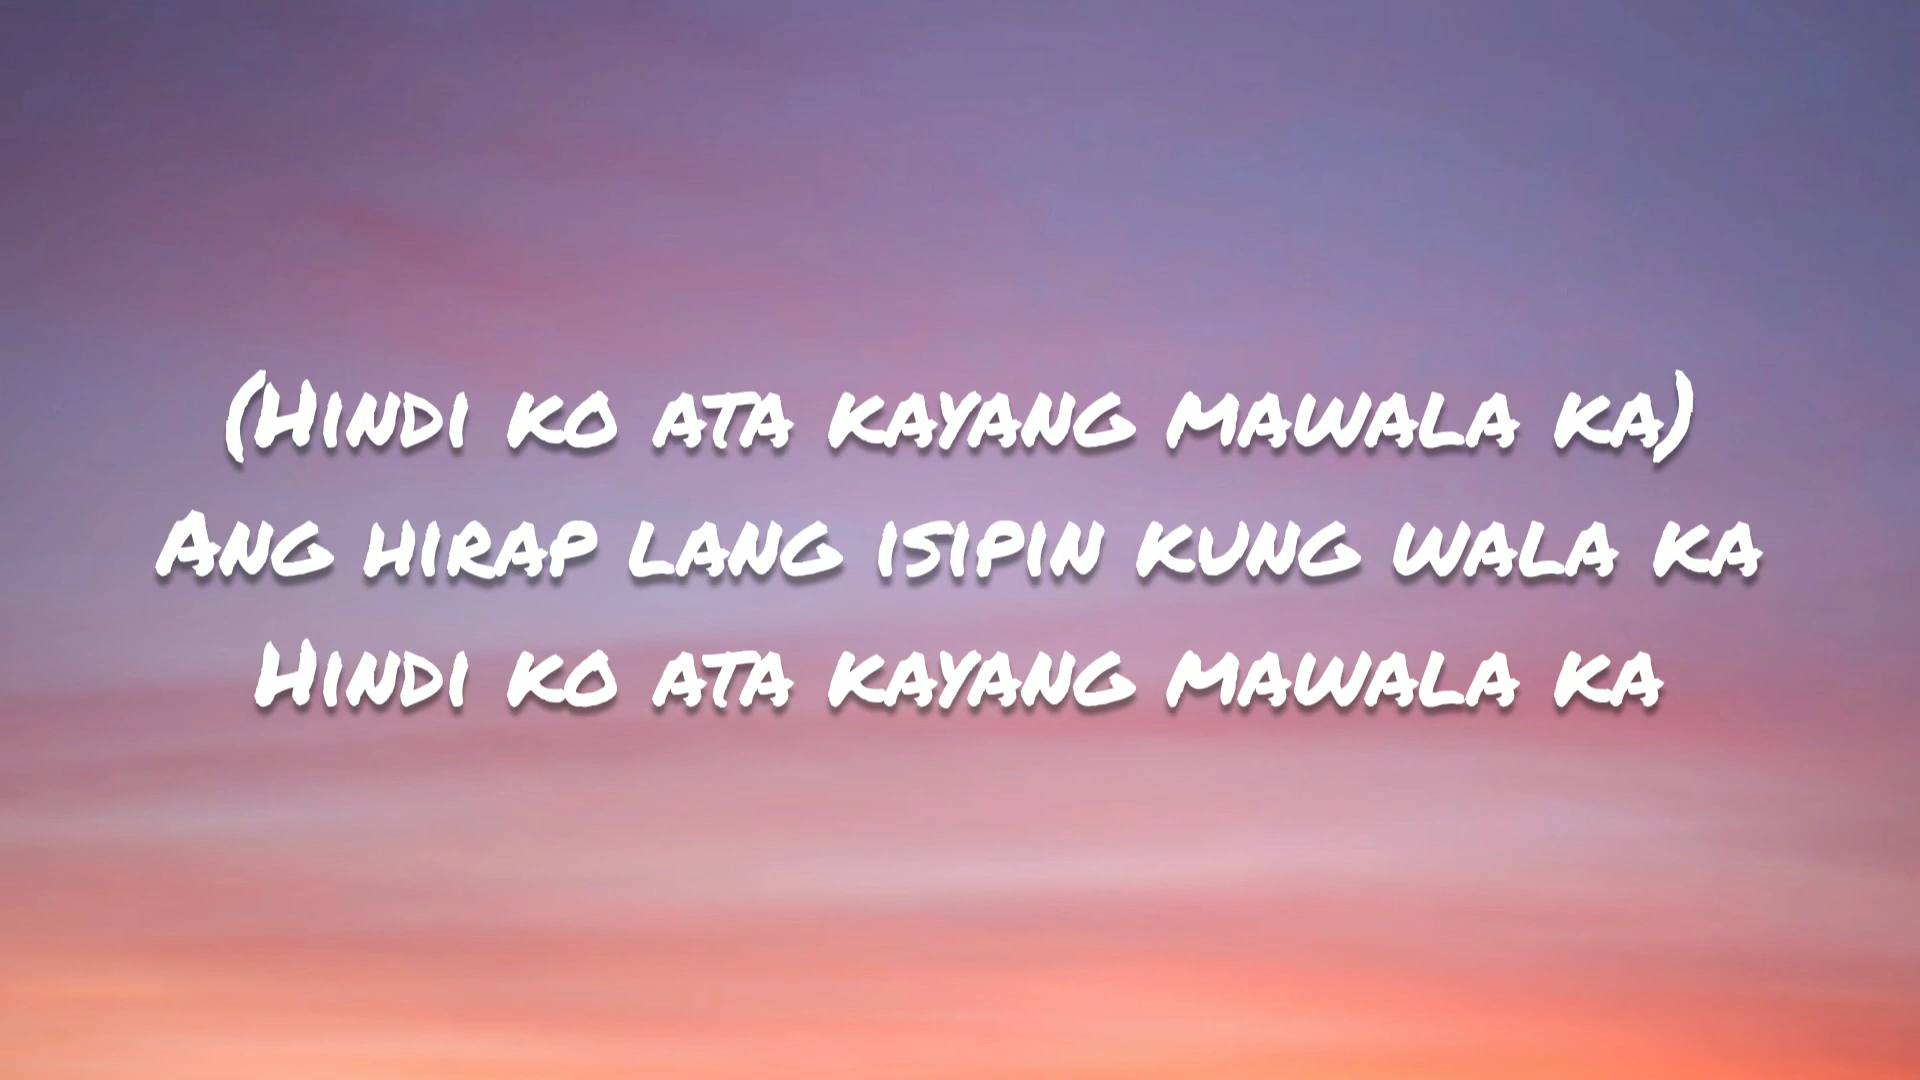 (Hindi ko ata kayang mawala ka)
Ang hirap lang isipin kung wala ka
Hindi ko ata kayang mawala ka